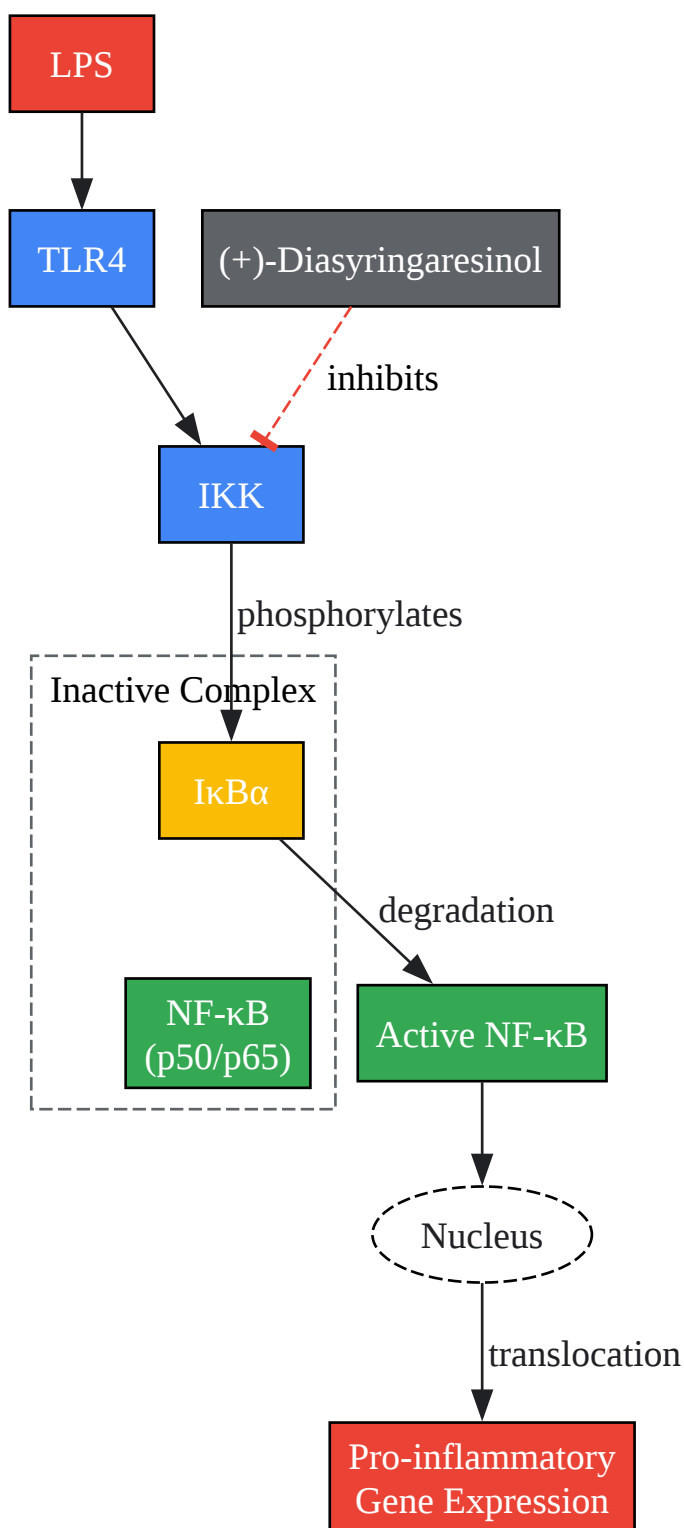 LPS
TLR4
(+)-Diasyringaresinol
inhibits
IKK
phosphorylates
Inactive Complex
IκBα
degradation
NF-κB
(p50/p65)
Active NF-κB
Nucleus
translocation
Pro-inflammatory
Gene Expression